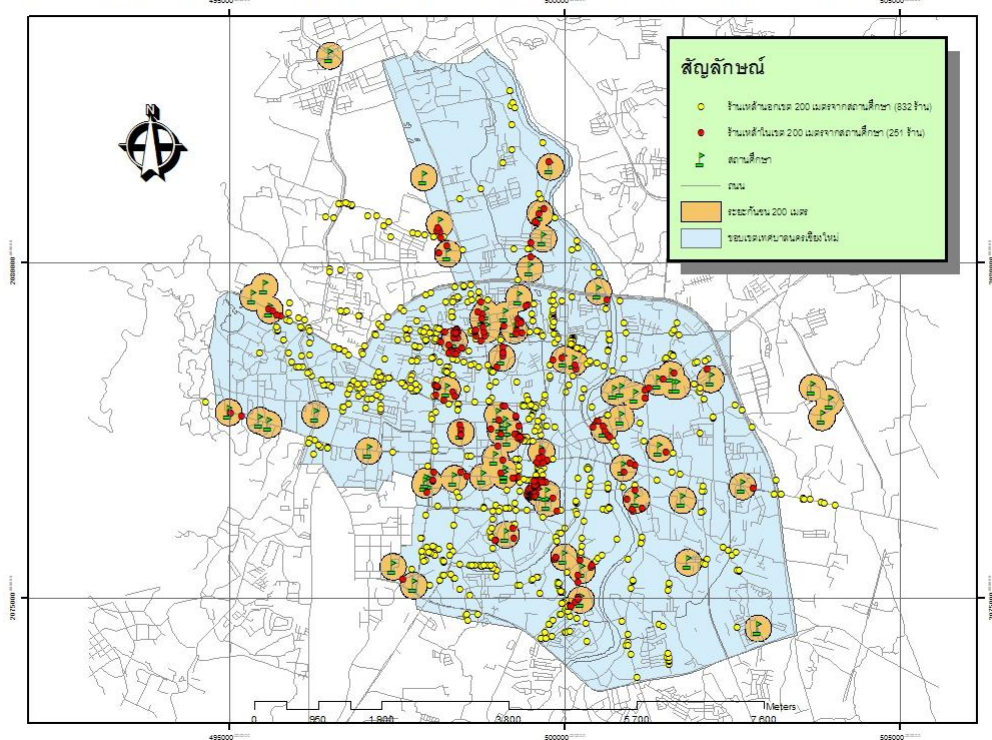 495000
500000
505000
N
สัญลักษณ์
ร้านเหล้านอกเขต 200 เมตรจากสถานศึกษา (832 ร้าน)
ร้านเหล้าในเขต 200 เมตรจากสถานศึกษา (251 ร้าน)
สถานศึกษา
ถนน
ระยะกันชน 200 เมตร
ขอบเขตเทศบาลนครเชียงใหม่
2080000
2075000
2075000
Meters
0 950 1,900 3,800 5,700 7,600
495000
500000
505000